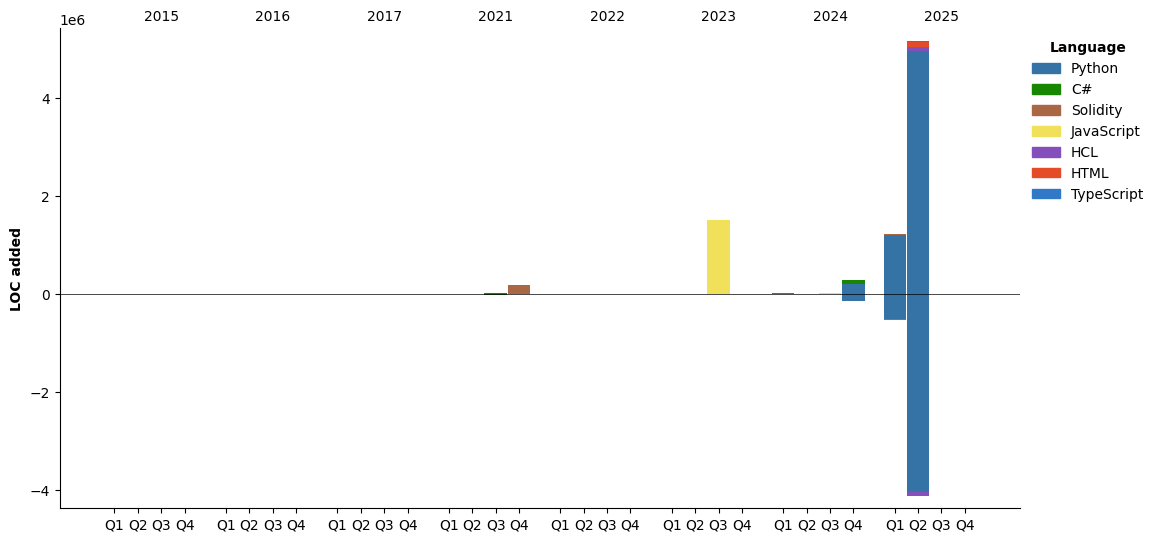 1e6
2015 2016 2017 2021 2022 2023 2024 2025
Language
Python
C#
Solidity
JavaScript
HCL
HTML
TypeScript
LOC added
4
2
0
−2
−4
Q1 Q2 Q3 Q4 Q1 Q2 Q3 Q4 Q1 Q2 Q3 Q4 Q1 Q2 Q3 Q4 Q1 Q2 Q3 Q4 Q1 Q2 Q3 Q4 Q1 Q2 Q3 Q4 Q1 Q2 Q3 Q4